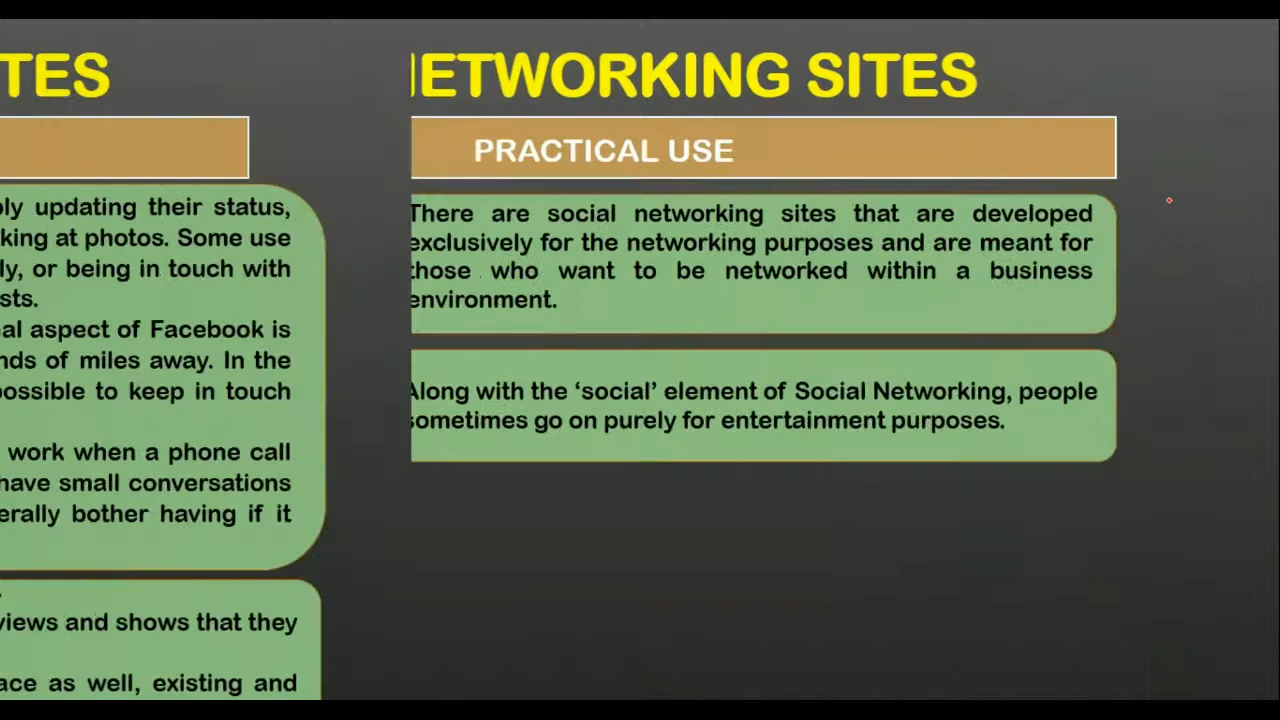 TES
ply updating their status,
king at photos. Some use
ly, or being in touch with
sts.
nal aspect of Facebook is
nds of miles away. In the
possible to keep in touch
work when a phone call
have small conversations
erally bother having if it
views and shows that they
ace as well, existing and
NETWORKING SITES
PRACTICAL USE
There are social networking sites that are developed
exclusively for the networking purposes and are meant for
those who want to be networked within a business
environment.
Along with the ‘social’ element of Social Networking, people
sometimes go on purely for entertainment purposes.